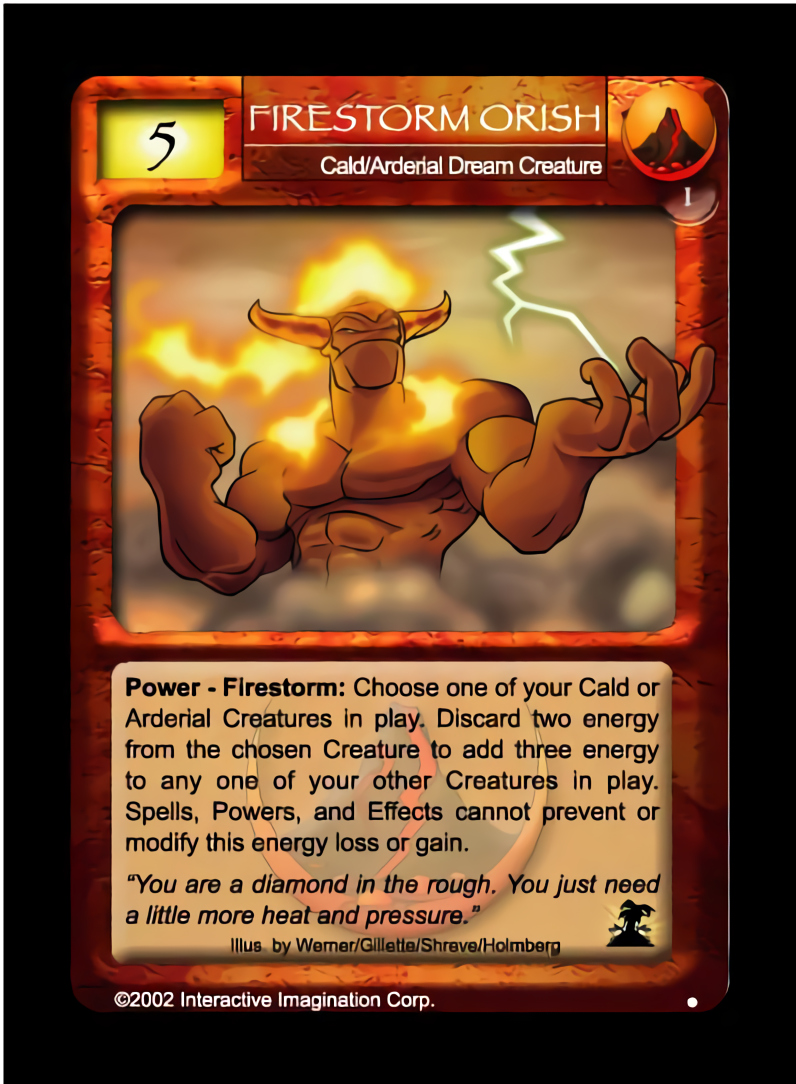 5
FIRESTORM ORISH
Cald/Arderial Dream Creature
I
Power - Firestorm: Choose one of your Cald or
Arderial Creatures in play. Discard two energy
from the chosen Creature to add three energy
to any one of your other Creatures in play.
Spells, Powers, and Effects cannot prevent or
modify this energy loss or gain.
"You are a diamond in the rough. You just need
a little more heat and pressure."
Illus. by Werner/Gillette/Shreve/Holmberg
©2002 Interactive Imagination Corp.